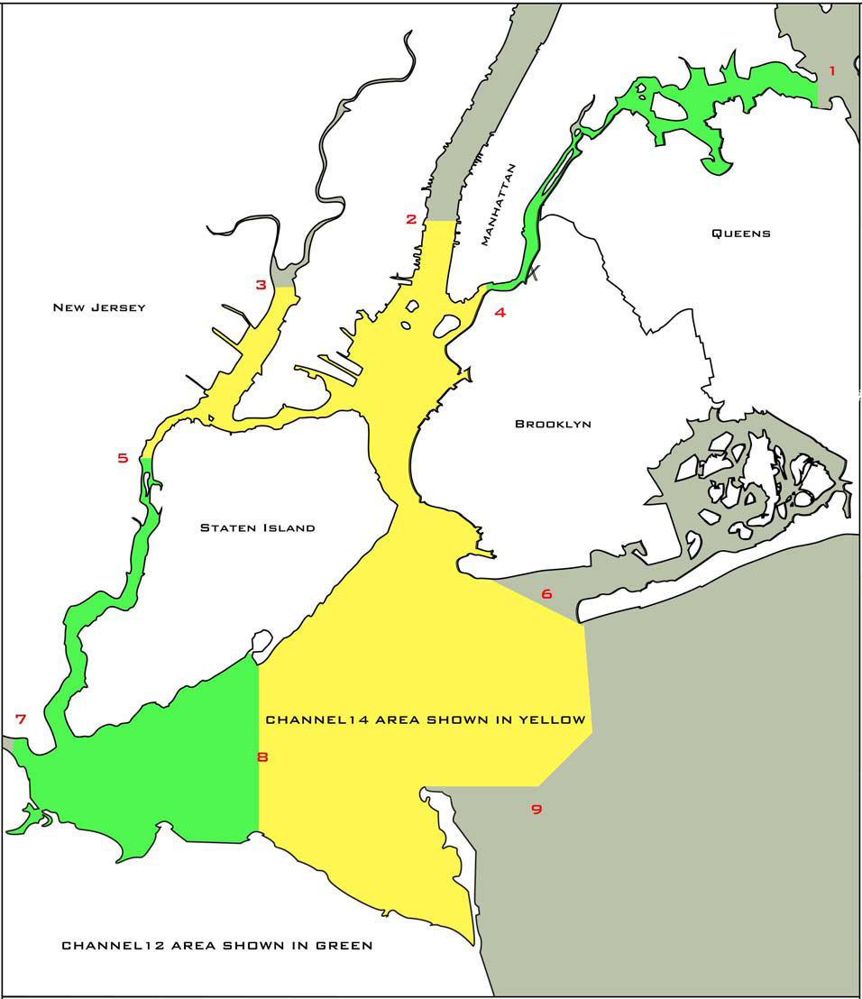 1
MANHATTAN
2
QUEENS
3
NEW JERSEY
X
4
BROOKLYN
5
STATEN ISLAND
6
7
CHANNEL14 AREA SHOWN IN YELLOW
8
9
CHANNEL12 AREA SHOWN IN GREEN